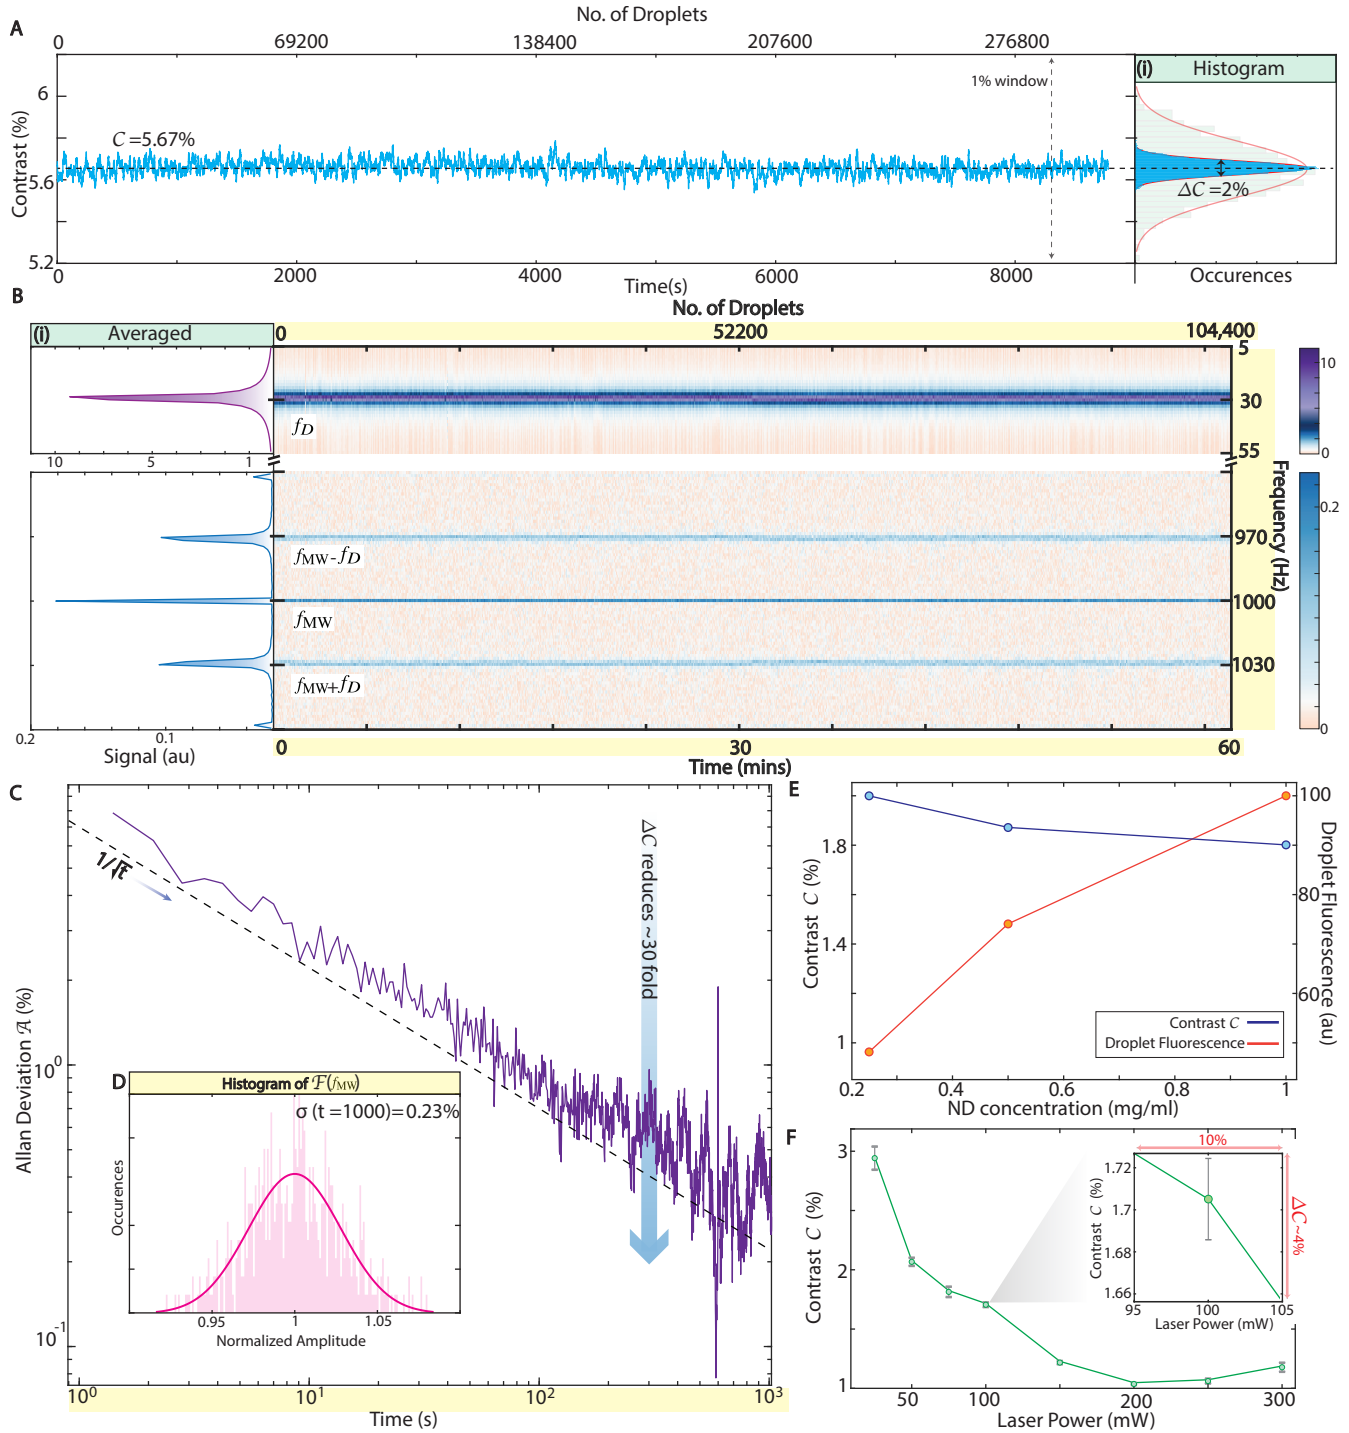 A
No. of Droplets
0 69200 138400 207600 276800
6
5.6
5.2
Contrast (%)
C =5.67%
1% window
(i) Histogram
ΔC =2%
0 2000 4000 6000 8000
Time(s)
Occurences
B
No. of Droplets
(i) Averaged
0 52200 104,400
5
30
55
970
1000
1030
Frequency (Hz)
f_D
10 5 1
f_MW-f_D
f_MW
f_MW+f_D
0.2 0.1
Signal (au)
0 30 60
Time (mins)
10
0
0.2
0
C
1/√t
ΔC reduces ~30 fold
Allan Deviation 𝒜 (%)
10⁰
10⁻¹
10⁰ 10¹ 10² 10³
Time (s)
D
Histogram of ℱ(f_MW)
σ (t =1000)= 0.23%
Occurences
0.95 1 1.05
Normalized Amplitude
E
Contrast C (%)
1.8
1.4
1
100
80
60
Droplet Fluorescence (au)
Contrast C
Droplet Fluorescence
0.2 0.4 0.6 0.8 1
ND concentration (mg/ml)
F
Contrast C (%)
3
2
1
50 100 200 300
Laser Power (mW)
10%
ΔC~4%
Contrast C (%)
1.72
1.7
1.68
1.66
95 100 105
Laser Power (mW)